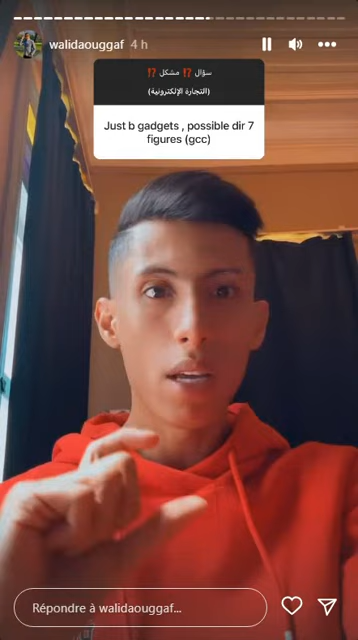 walidaouggaf 4 h
سؤال ⁉️ مشكل ⁉️
(التجارة الإلكترونية)
Just b gadgets , possible dir 7
figures (gcc)
Répondre à walidaouggaf...